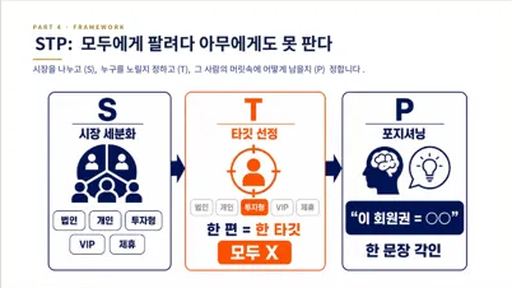 PART 4 · FRAMEWORK
STP: 모두에게 팔려다 아무에게도 못 판다
시장을 나누고 (S), 누구를 노릴지 정하고 (T), 그 사람의 머릿속에 어떻게 남을지 (P) 정합니다.
S
시장 세분화
법인 개인 투자형
VIP 제휴
T
타깃 선정
법인 개인 투자형 VIP 제휴
한 편 = 한 타깃
모두 X
P
포지셔닝
“이 회원권 = ○○”
한 문장 각인